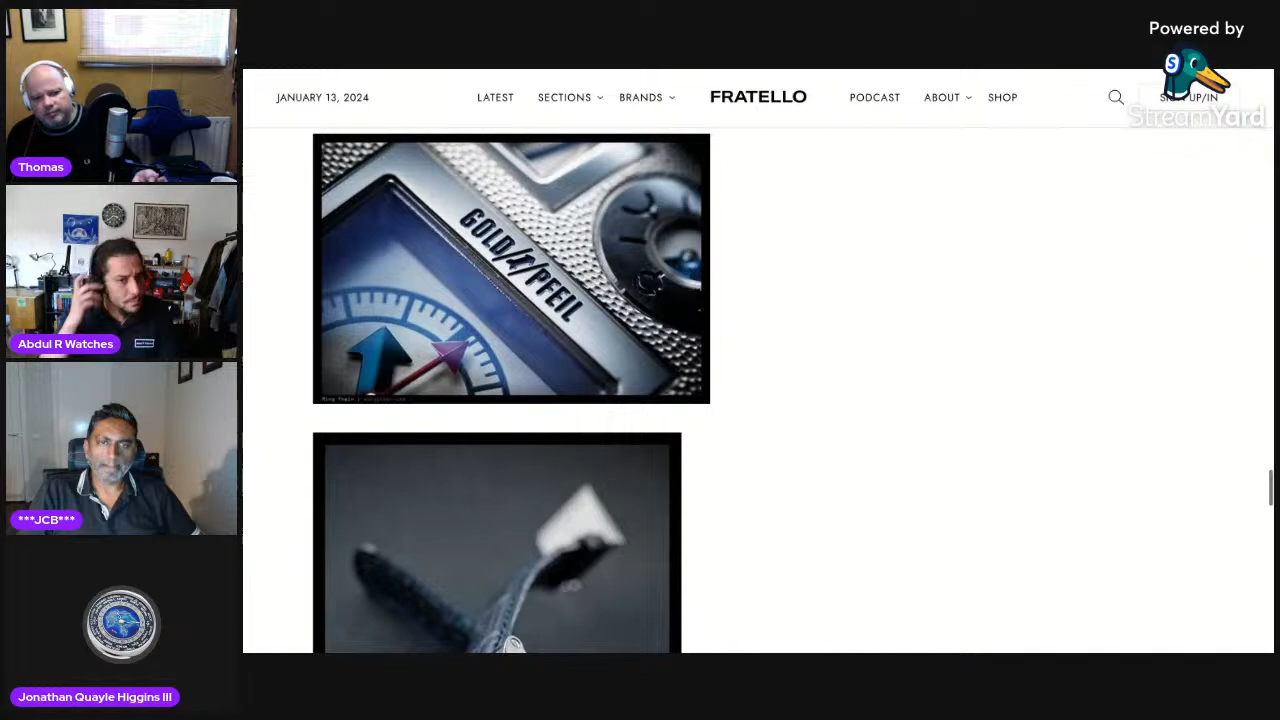 Powered by
StreamYard
JANUARY 13, 2024
LATEST
SECTIONS
BRANDS
FRATELLO
PODCAST
ABOUT
SHOP
GOLD PFEIL
Thomas
Abdul R Watches
***JCB***
Jonathan Quayle Higgins III